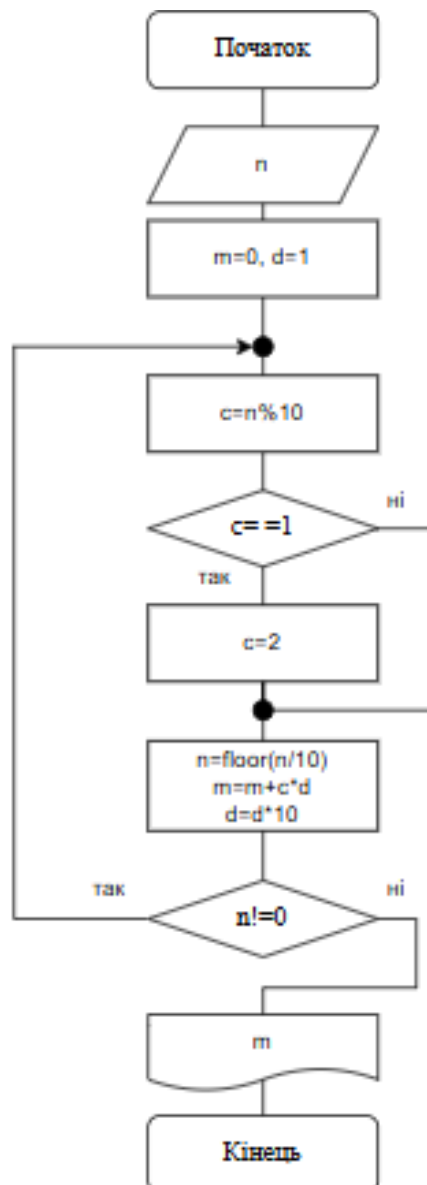 Початок
n
m=0, d=1
c=n%10
ні
c= =1
так
c=2
n=floor(n/10)
m=m+c*d
d=d*10
так
ні
n!=0
m
Кінець